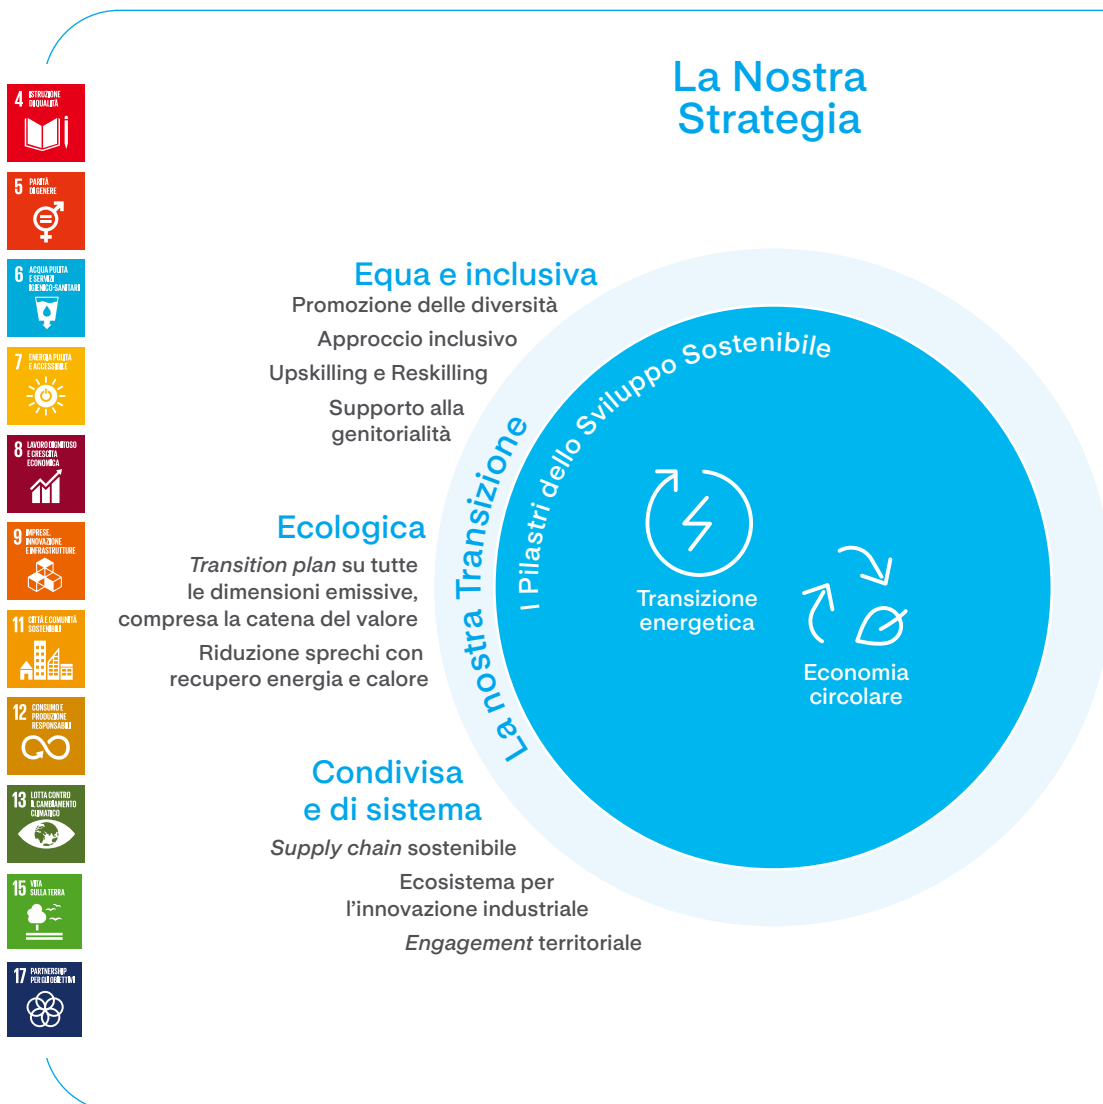 La Nostra
Strategia
4 ISTRUZIONE
DI QUALITÀ
5 PARITÀ
DI GENERE
6 ACQUA PULITA
E SERVIZI
IGIENICO-SANITARI
7 ENERGIA PULITA
E ACCESSIBILE
8 LAVORO DIGNITOSO
E CRESCITA
ECONOMICA
9 IMPRESE,
INNOVAZIONE
E INFRASTRUTTURE
11 CITTÀ E COMUNITÀ
SOSTENIBILI
12 CONSUMO E
PRODUZIONE
RESPONSABILI
13 LOTTA CONTRO
IL CAMBIAMENTO
CLIMATICO
15 VITA
SULLA TERRA
17 PARTNERSHIP
PER GLI OBIETTIVI
Equa e inclusiva
Promozione delle diversità
Approccio inclusivo
Upskilling e Reskilling
Supporto alla
genitorialità
Ecologica
Transition plan su tutte
le dimensioni emissive,
compresa la catena del valore
Riduzione sprechi con
recupero energia e calore
Condivisa
e di sistema
Supply chain sostenibile
Ecosistema per
l'innovazione industriale
Engagement territoriale
La nostra Transizione
I Pilastri dello Sviluppo Sostenibile
Transizione
energetica
Economia
circolare